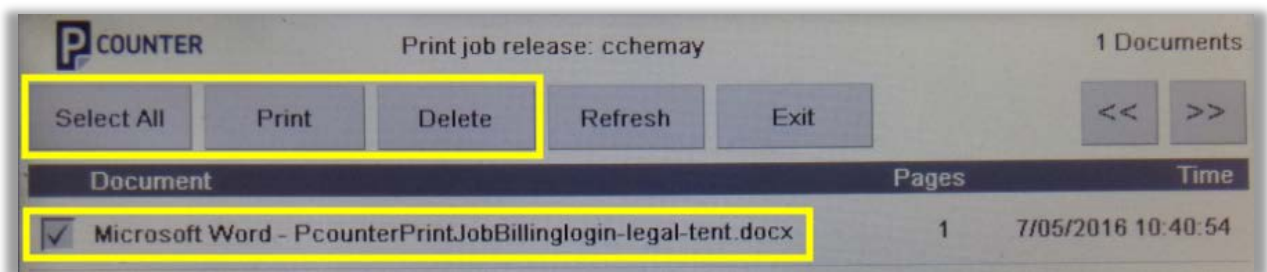 P COUNTER Print job release: cchemay 1 Documents
Select All Print Delete Refresh Exit << >>
Document Pages Time
Microsoft Word - PcounterPrintJobBillinglogin-legal-tent.docx 1 7/05/2016 10:40:54